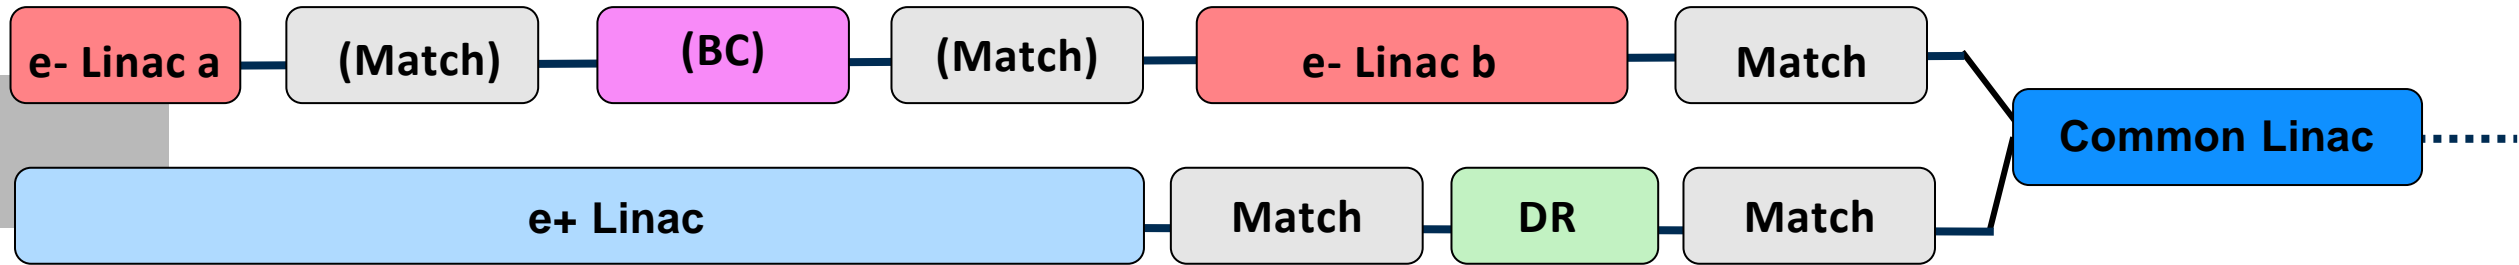 e- Linac a
(Match)
(BC)
(Match)
e- Linac b
Match
Common Linac
e+ Linac
Match
DR
Match